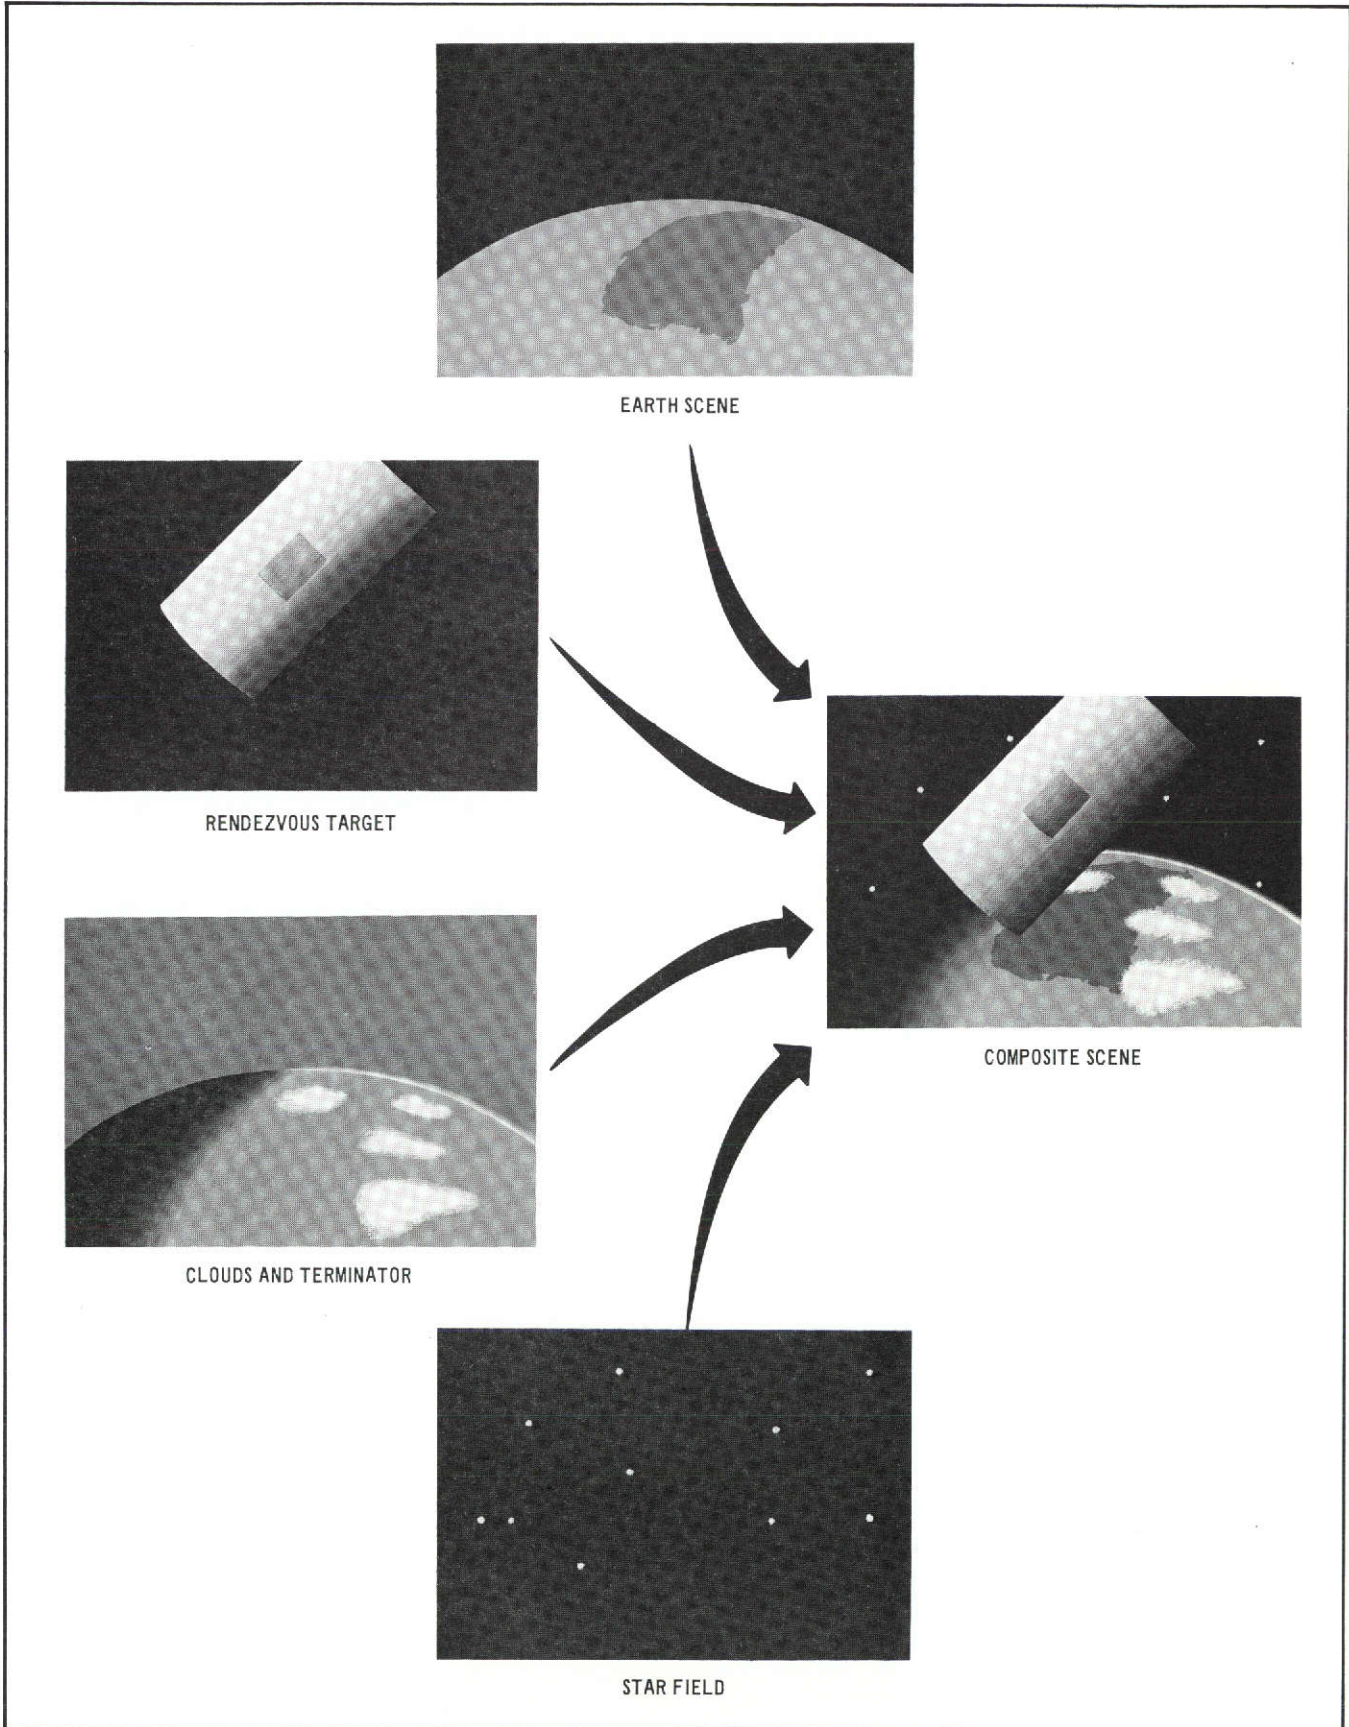 EARTH SCENE
RENDEZVOUS TARGET
COMPOSITE SCENE
CLOUDS AND TERMINATOR
STAR FIELD